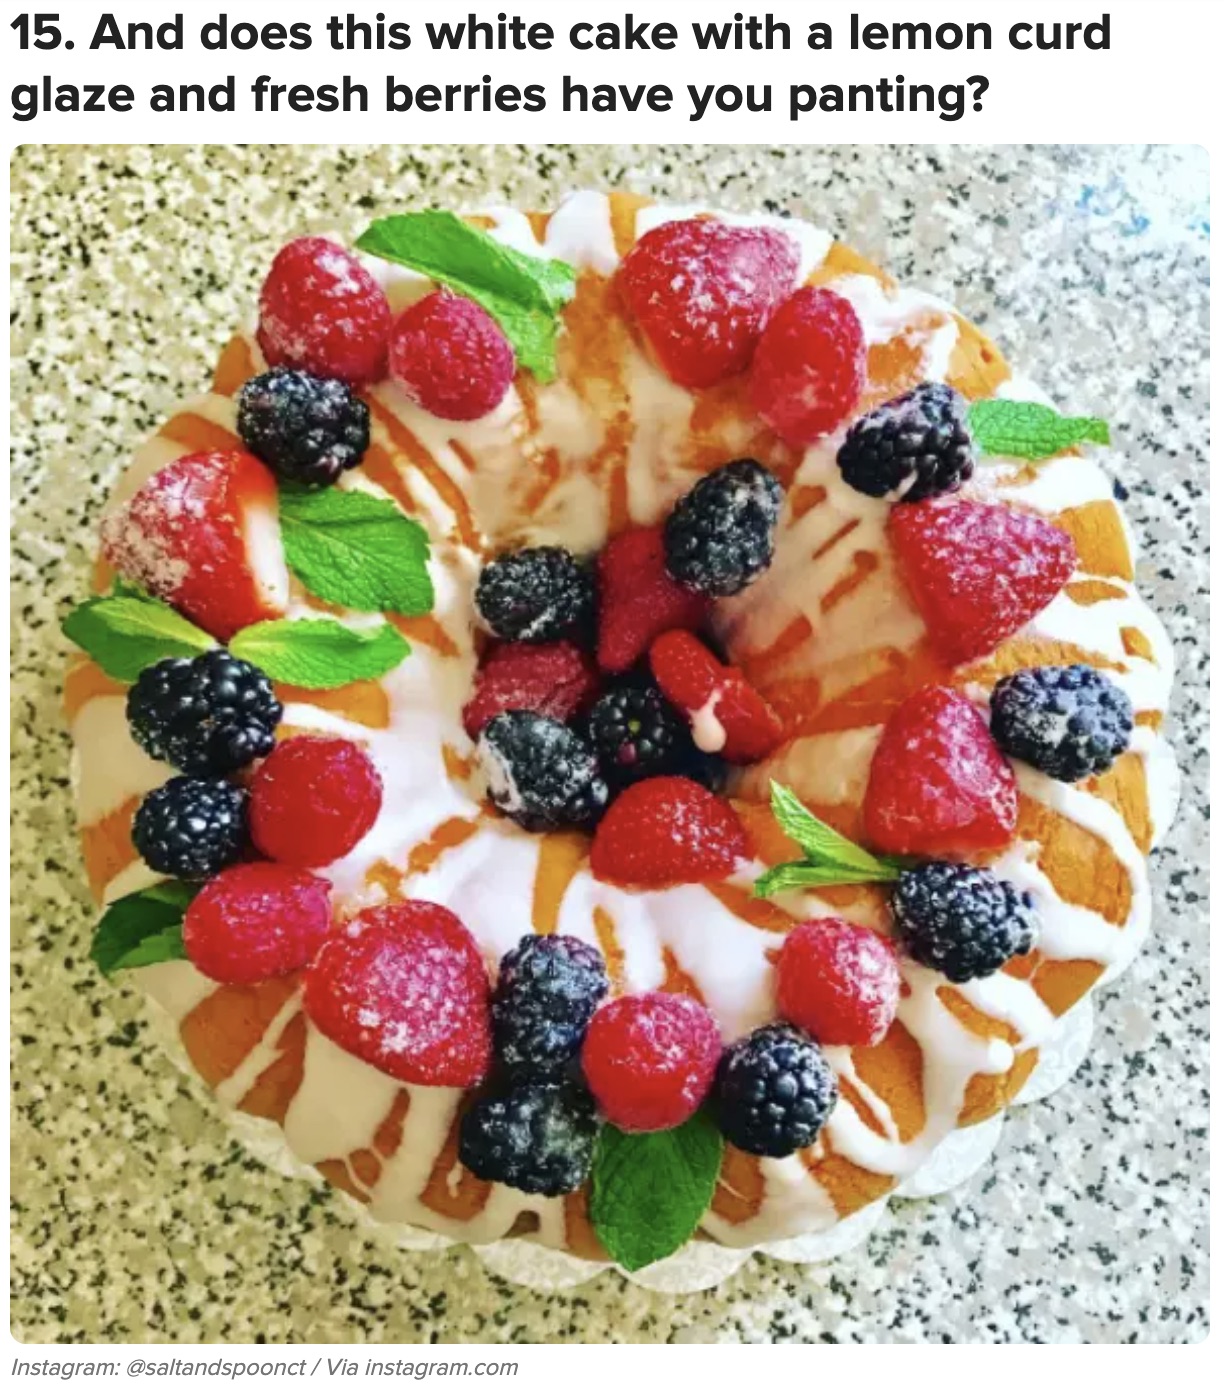 15. And does this white cake with a lemon curd
glaze and fresh berries have you panting?
Instagram: @saltandspoonct / Via instagram.com